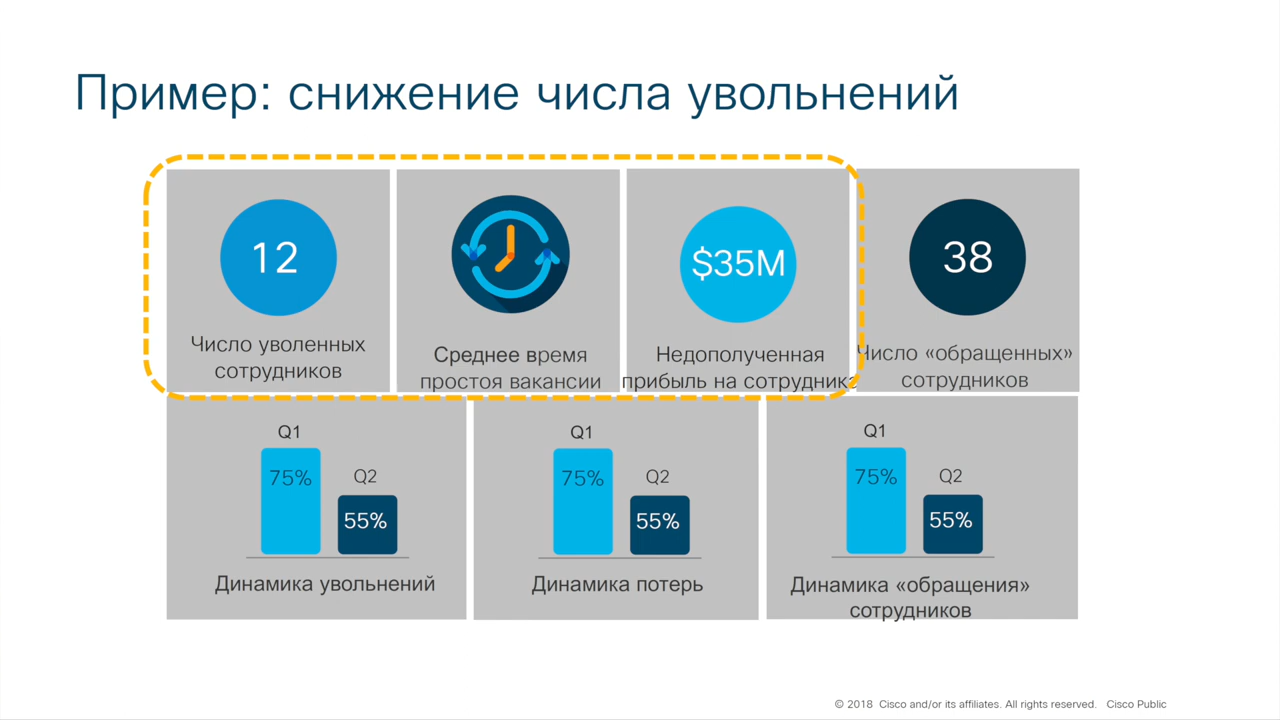 Пример: снижение числа увольнений
12
Число уволенных
сотрудников
Среднее время
простоя вакансии
$35M
Недополученная
прибыль на сотрудника
38
Число «обращенных»
сотрудников
Q1
75%
Q2
55%
Динамика увольнений
Q1
75%
Q2
55%
Динамика потерь
Q1
75%
Q2
55%
Динамика «обращения»
сотрудников
© 2018 Cisco and/or its affiliates. All rights reserved. Cisco Public